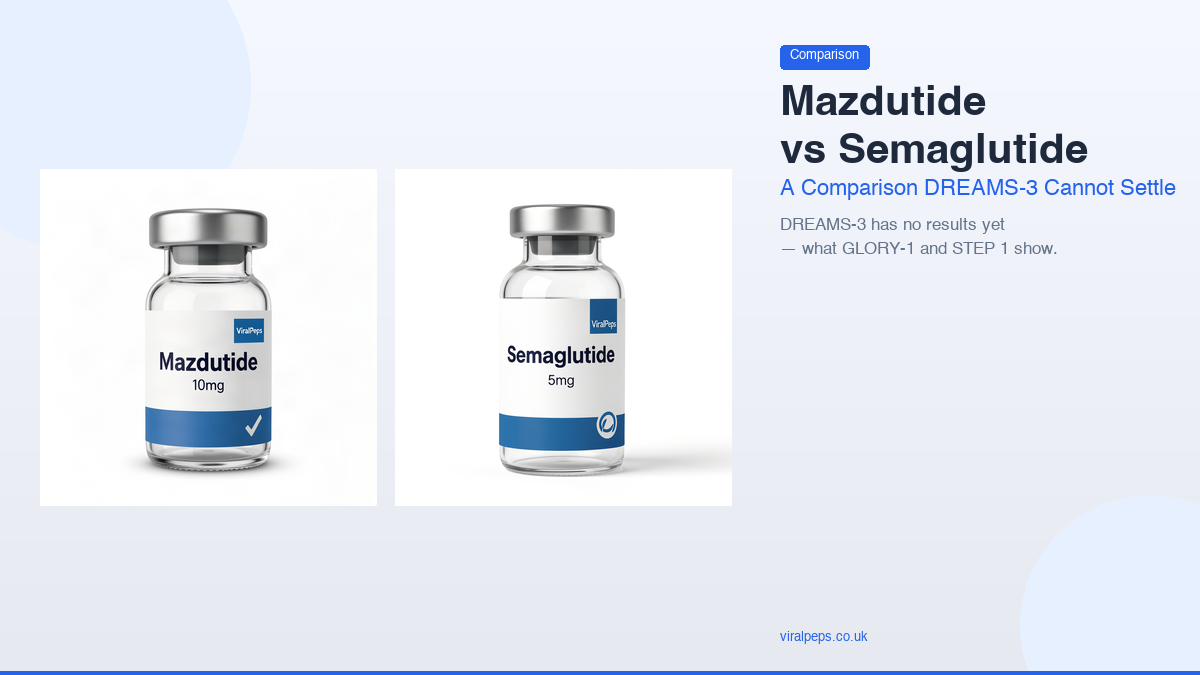 Comparison
Mazdutide
vs Semaglutide
A Comparison DREAMS-3 Cannot Settle
DREAMS-3 has no results yet
— what GLORY-1 and STEP 1 show.
ViralPeps
Mazdutide
10mg
ViralPeps
Semaglutide
5mg
viralpeps.co.uk